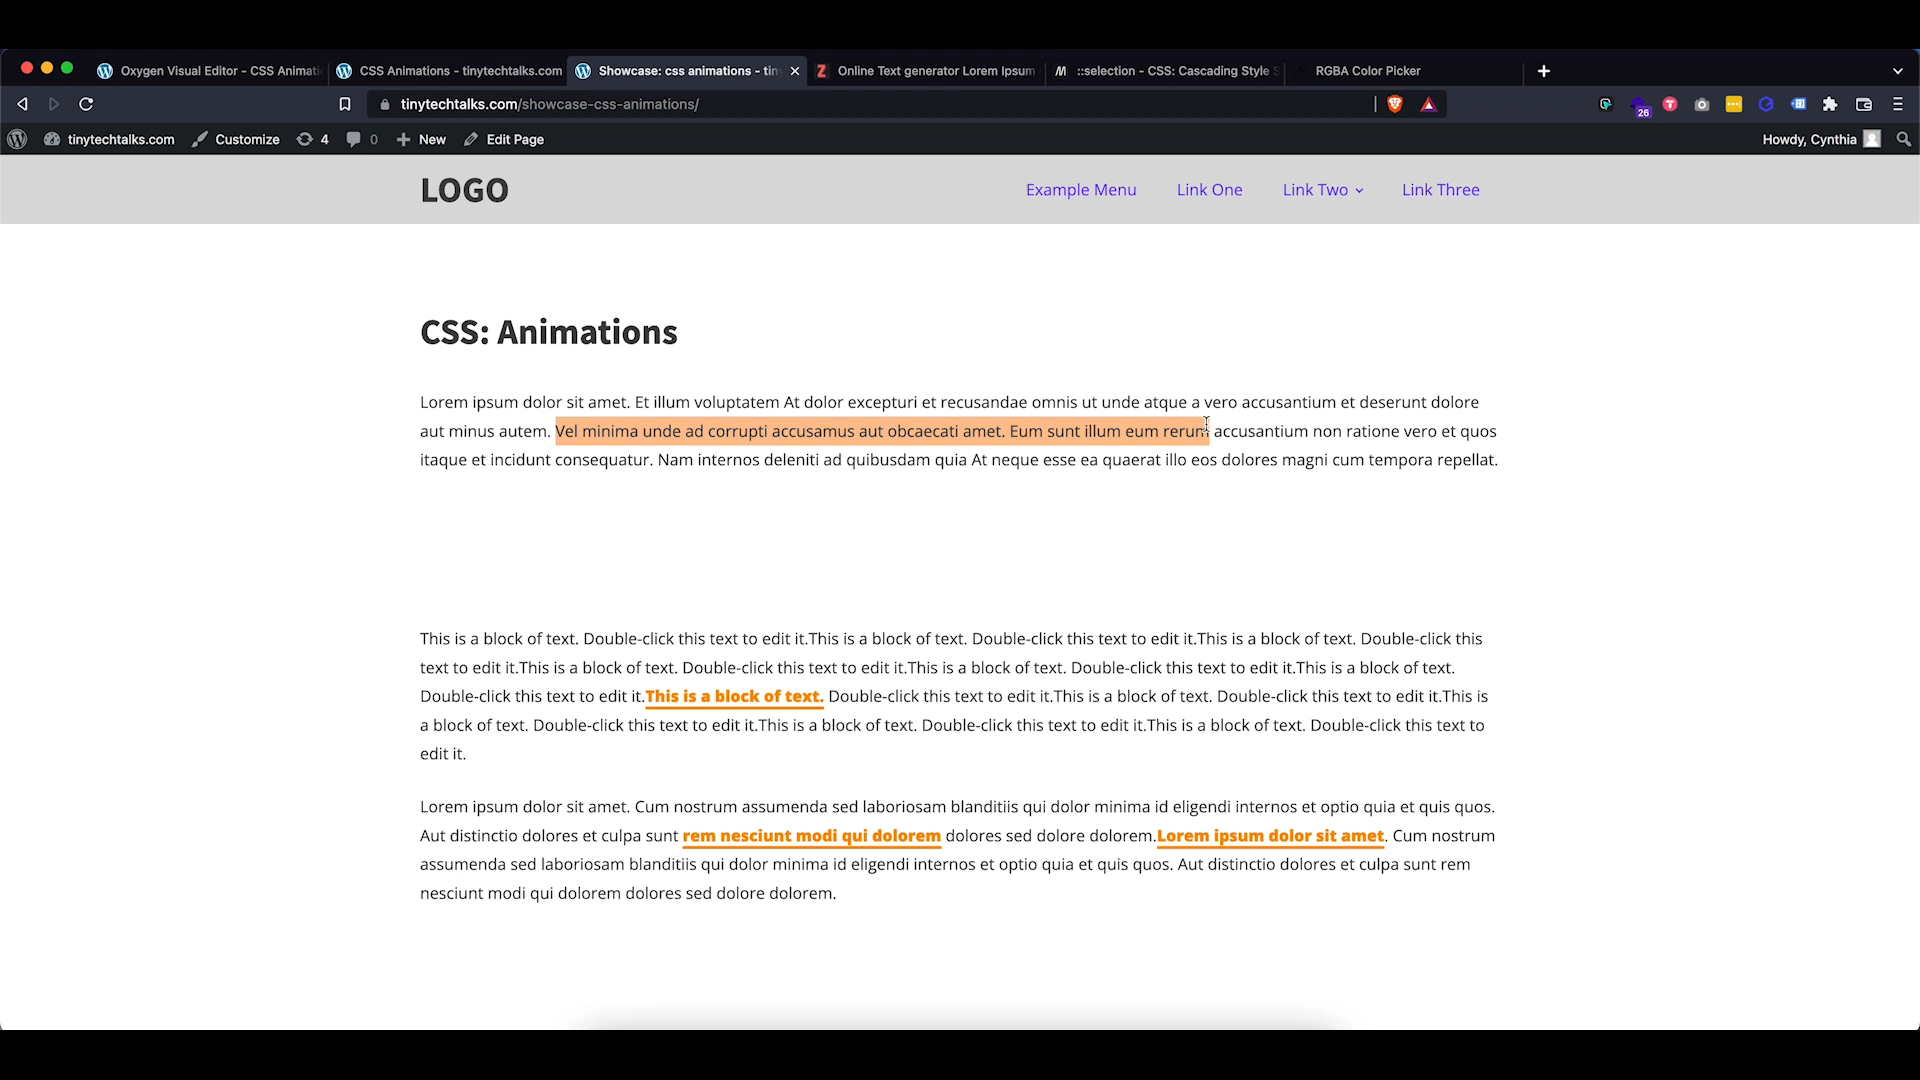 Oxygen Visual Editor - CSS Animati
CSS Animations - tinytechtalks.com
Showcase: css animations - tin
Online Text generator Lorem Ipsum
::selection - CSS: Cascading Style S
RGBA Color Picker
tinytechtalks.com/showcase-css-animations/
26
tinytechtalks.com Customize 4 0 New Edit Page Howdy, Cynthia
LOGO
Example Menu Link One Link Two Link Three
CSS: Animations
Lorem ipsum dolor sit amet. Et illum voluptatem At dolor excepturi et recusandae omnis ut unde atque a vero accusantium et deserunt dolore
aut minus autem. Vel minima unde ad corrupti accusamus aut obcaecati amet. Eum sunt illum eum rerum accusantium non ratione vero et quos
itaque et incidunt consequatur. Nam internos deleniti ad quibusdam quia At neque esse ea quaerat illo eos dolores magni cum tempora repellat.
This is a block of text. Double-click this text to edit it.This is a block of text. Double-click this text to edit it.This is a block of text. Double-click this
text to edit it.This is a block of text. Double-click this text to edit it.This is a block of text. Double-click this text to edit it.This is a block of text.
Double-click this text to edit it.This is a block of text. Double-click this text to edit it.This is a block of text. Double-click this text to edit it.This is
a block of text. Double-click this text to edit it.This is a block of text. Double-click this text to edit it.This is a block of text. Double-click this text to
edit it.
Lorem ipsum dolor sit amet. Cum nostrum assumenda sed laboriosam blanditiis qui dolor minima id eligendi internos et optio quia et quis quos.
Aut distinctio dolores et culpa sunt rem nesciunt modi qui dolorem dolores sed dolore dolorem.Lorem ipsum dolor sit amet. Cum nostrum
assumenda sed laboriosam blanditiis qui dolor minima id eligendi internos et optio quia et quis quos. Aut distinctio dolores et culpa sunt rem
nesciunt modi qui dolorem dolores sed dolore dolorem.